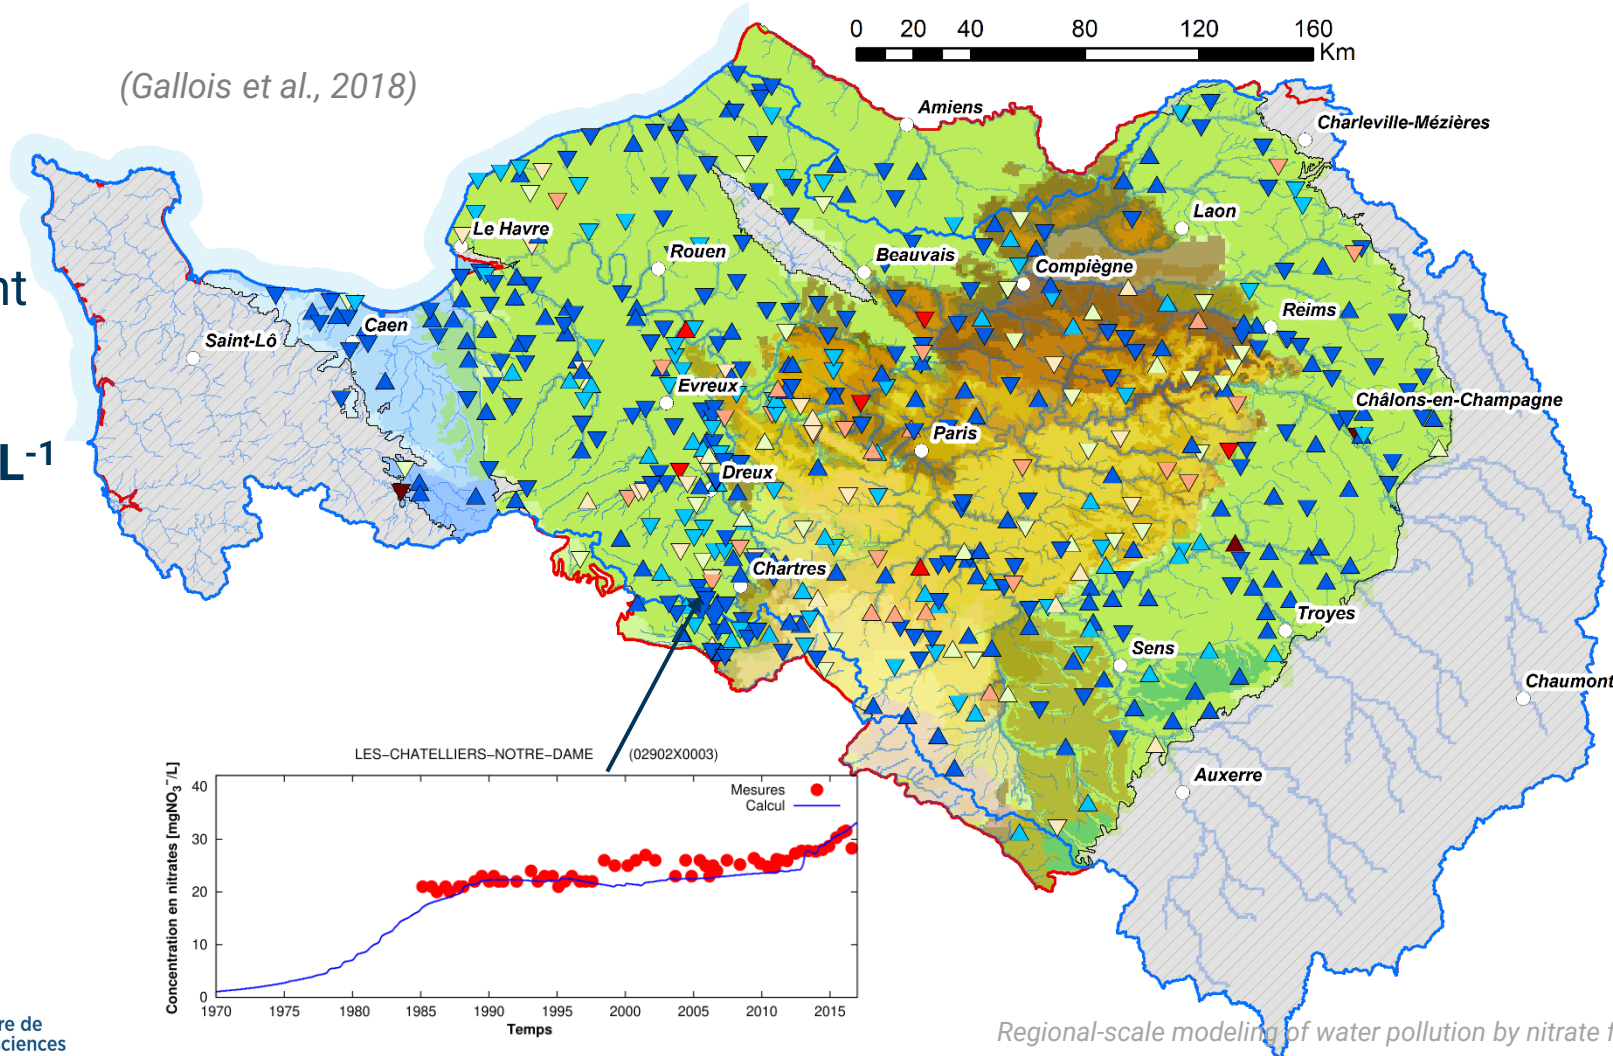 (Gallois et al., 2018)
0 20 40 80 120 160
Km
Amiens
Charleville-Mézières
Laon
Le Havre
Rouen
Beauvais
Compiègne
nt
Reims
Caen
Saint-Lô
Evreux
Châlons-en-Champagne
Paris
L-1
Dreux
Chartres
Troyes
Sens
Chaumont
Auxerre
LES-CHATELLIERS-NOTRE-DAME (02902X0003)
Concentration en nitrates [mgNO3-/L]
40
30
20
10
0
Mesures
Calcul
1970 1975 1980 1985 1990 1995 2000 2005 2010 2015
Temps
re de
sciences
Regional-scale modeling of water pollution by nitrate f